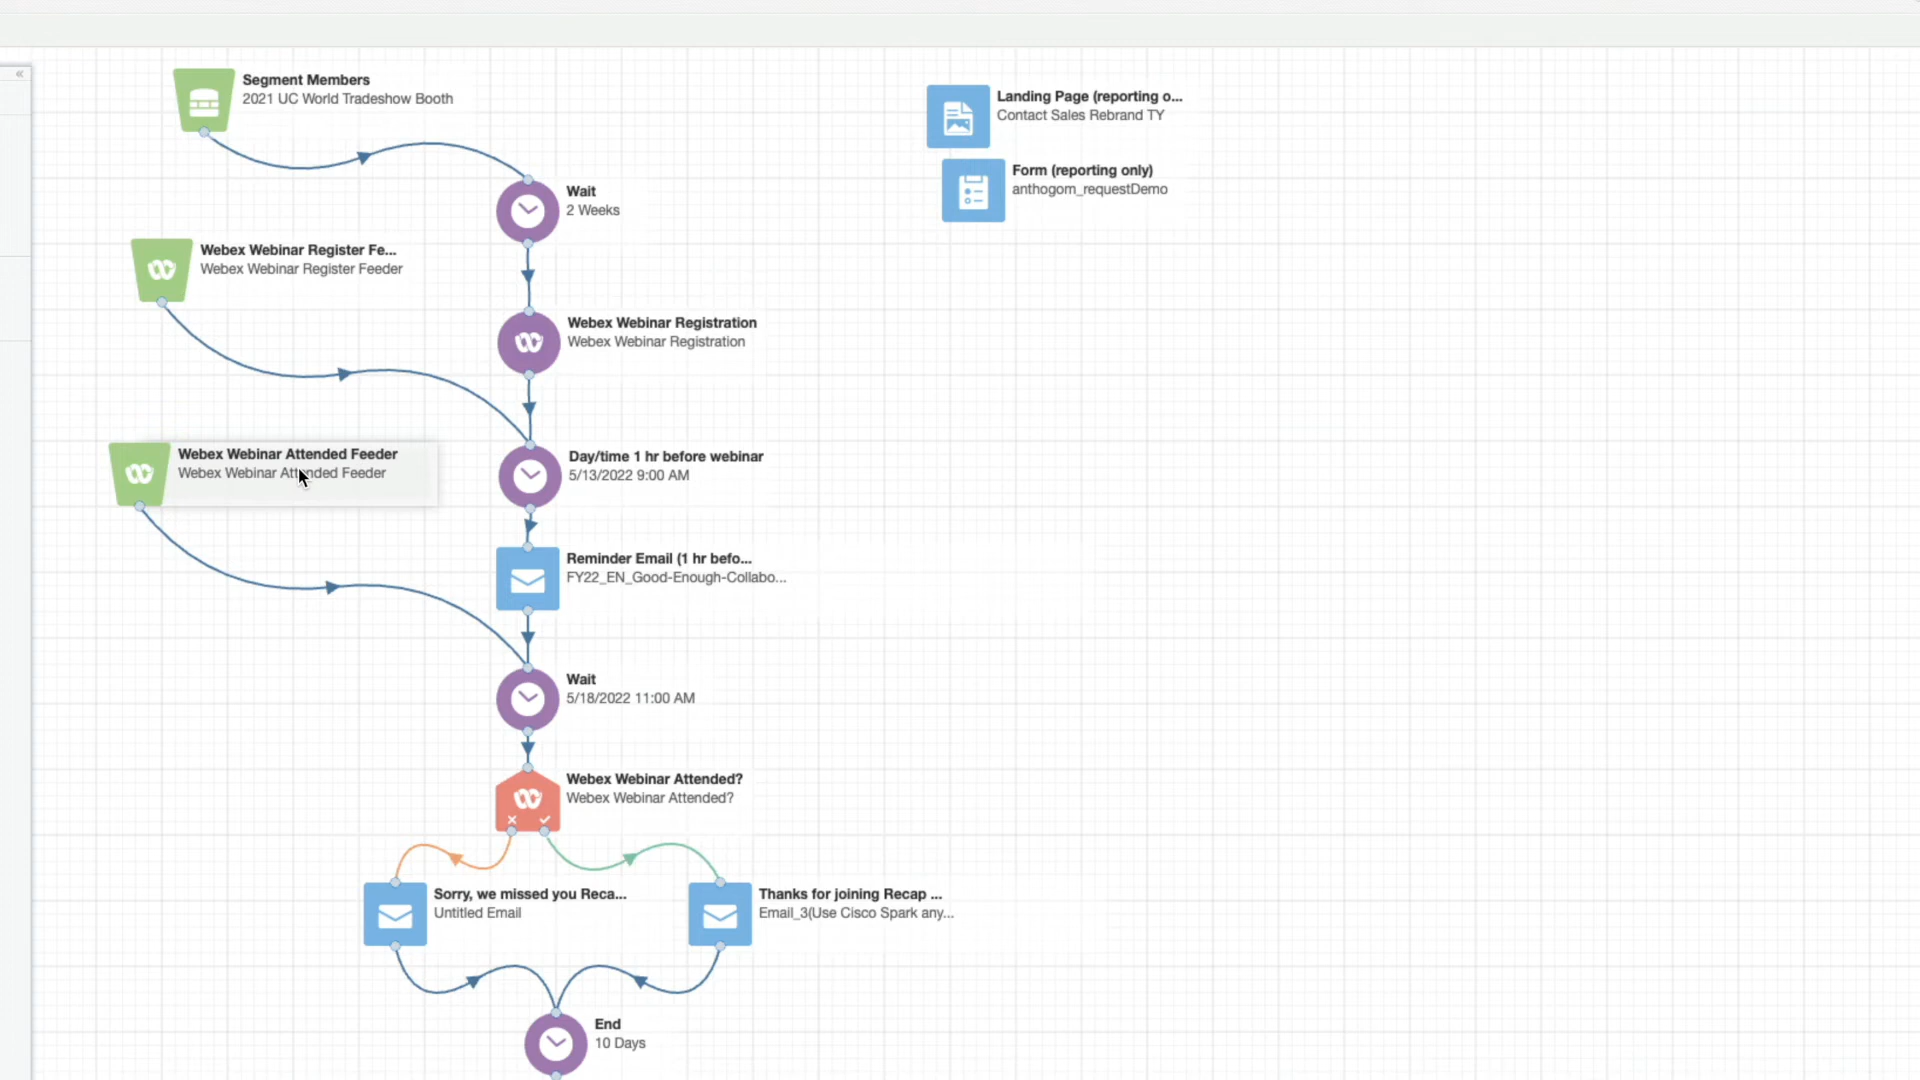 «
Segment Members
2021 UC World Tradeshow Booth
Landing Page (reporting o...
Contact Sales Rebrand TY
Form (reporting only)
anthogom_requestDemo
Wait
2 Weeks
Webex Webinar Register Fe...
Webex Webinar Register Feeder
Webex Webinar Registration
Webex Webinar Registration
Webex Webinar Attended Feeder
Webex Webinar Attended Feeder
Day/time 1 hr before webinar
5/13/2022 9:00 AM
Reminder Email (1 hr befo...
FY22_EN_Good-Enough-Collabo...
Wait
5/18/2022 11:00 AM
Webex Webinar Attended?
Webex Webinar Attended?
Sorry, we missed you Reca...
Untitled Email
Thanks for joining Recap ...
Email_3(Use Cisco Spark any...
End
10 Days